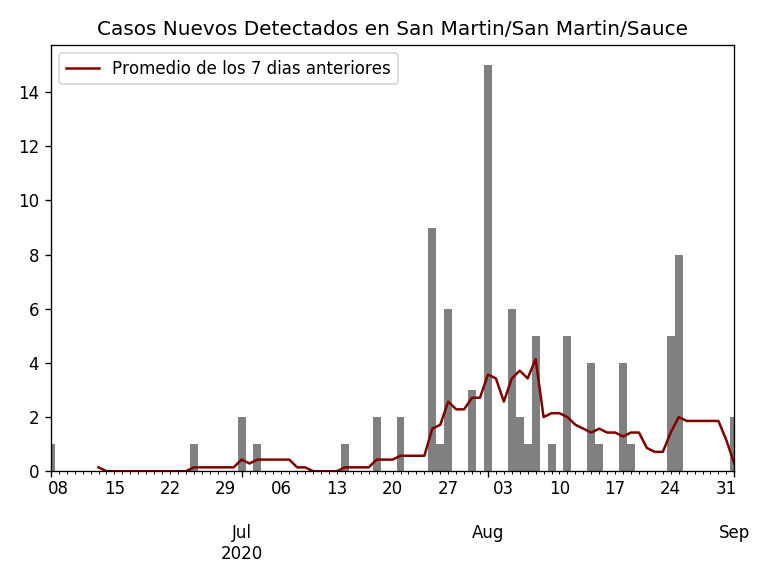 Casos Nuevos Detectados en San Martin/San Martin/Sauce
Promedio de los 7 dias anteriores
14
12
10
8
6
4
2
0
08 15 22 29 06 13 20 27 03 10 17 24 31
Jul Aug Sep
2020